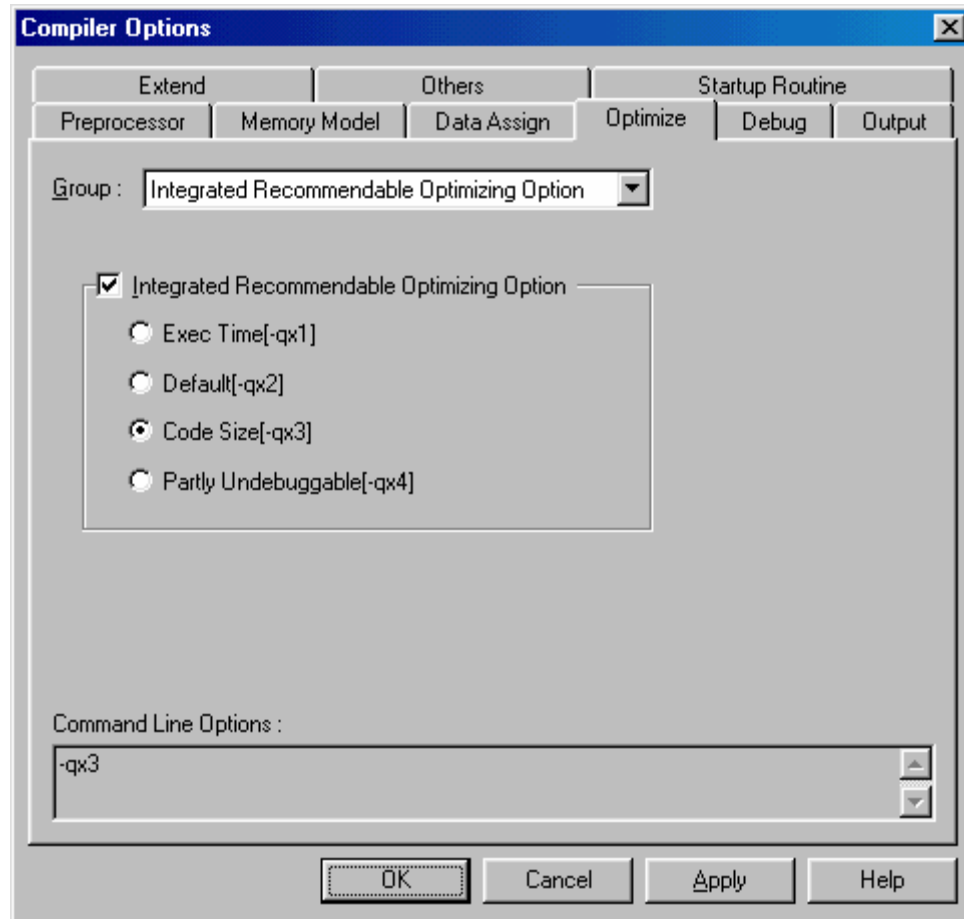 Compiler Options
Extend Others Startup Routine
Preprocessor Memory Model Data Assign Optimize Debug Output
Group : Integrated Recommendable Optimizing Option
Integrated Recommendable Optimizing Option
Exec Time[-qx1]
Default[-qx2]
Code Size[-qx3]
Partly Undebuggable[-qx4]
Command Line Options :
-qx3
OK Cancel Apply Help